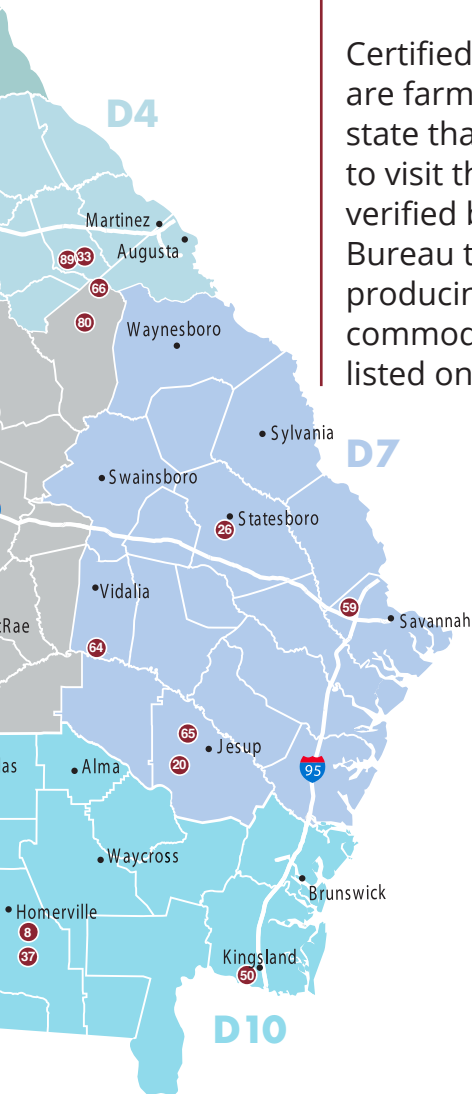 Certified
are farm
state tha
to visit th
verified b
Bureau t
producin
commod
listed on
D4
Martinez
Augusta
89
33
66
80
Waynesboro
Sylvania
D7
Swainsboro
Statesboro
26
Vidalia
59
Savannah
Rae
64
65
Jesup
20
95
as
Alma
Waycross
Brunswick
Homerville
8
37
Kingsland
50
D10